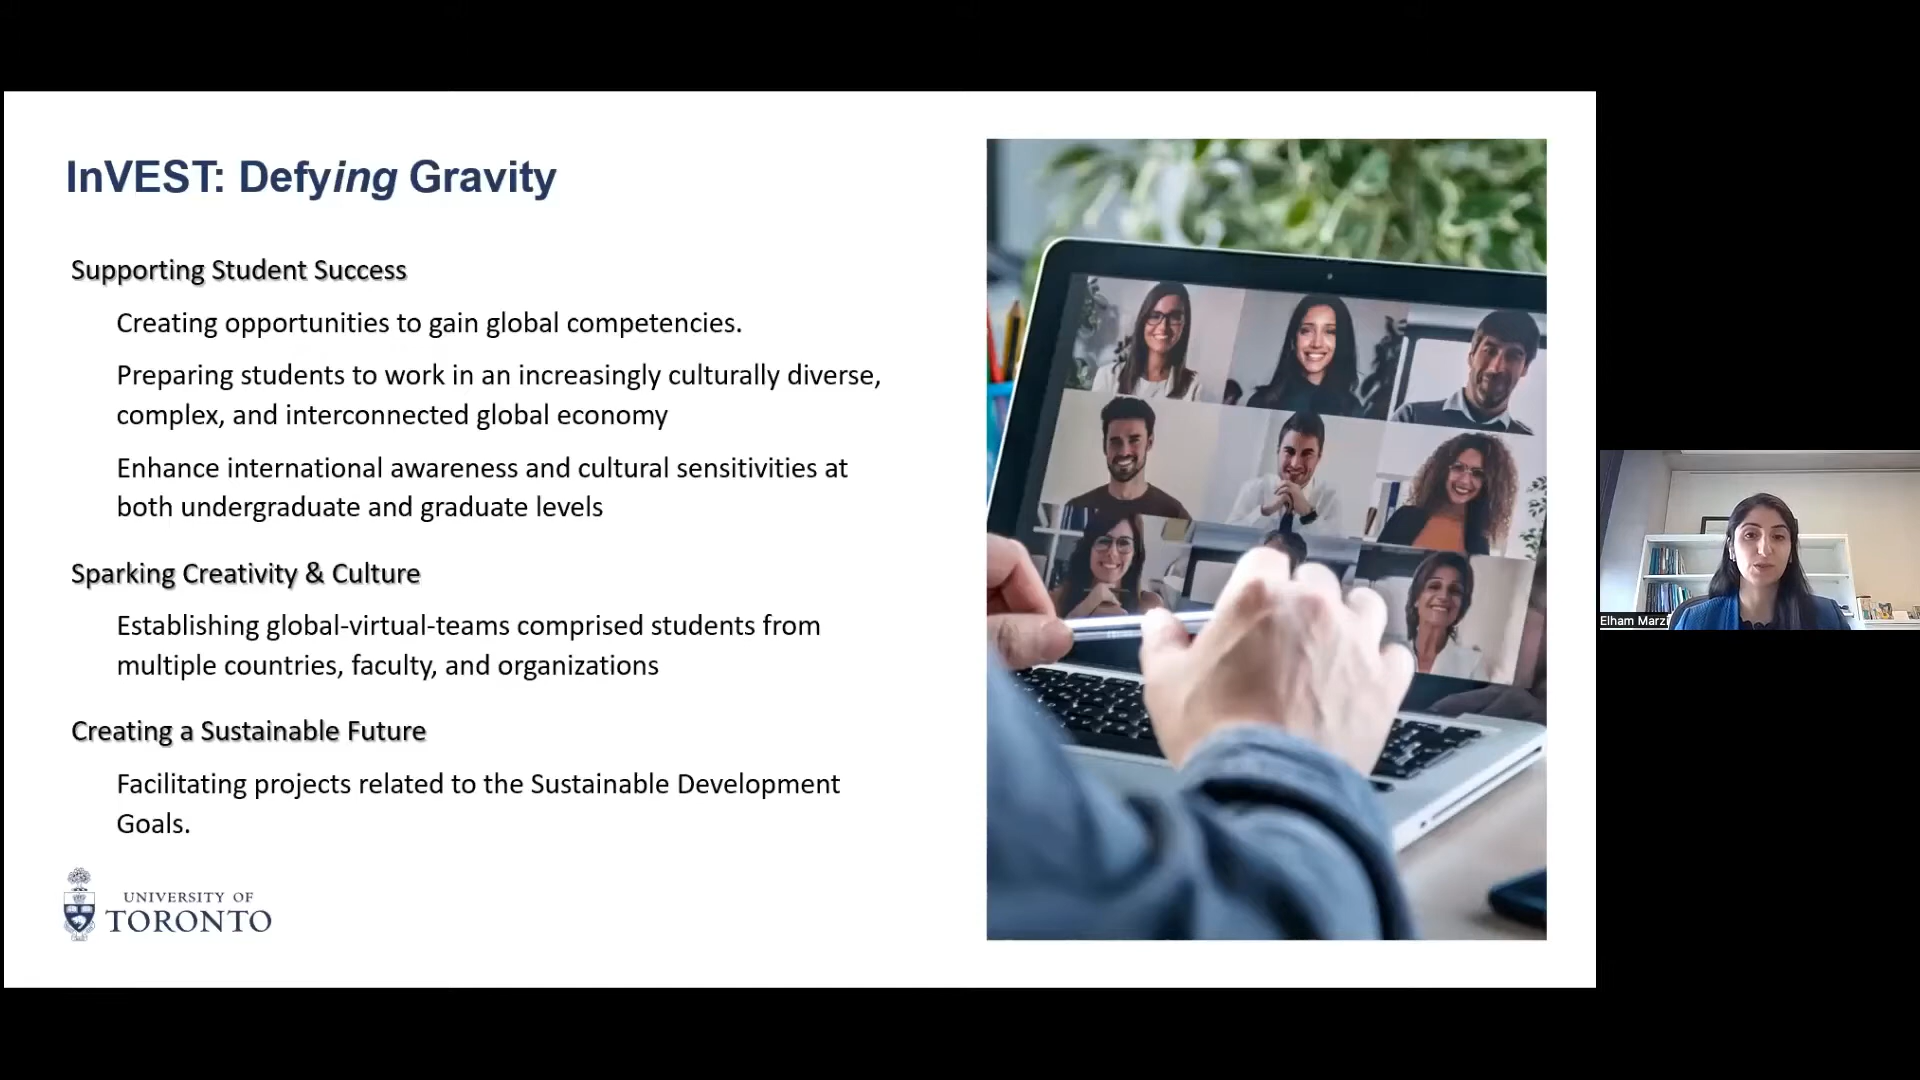 InVEST: Defying Gravity
Supporting Student Success
Creating opportunities to gain global competencies.
Preparing students to work in an increasingly culturally diverse,
complex, and interconnected global economy
Enhance international awareness and cultural sensitivities at
both undergraduate and graduate levels
Sparking Creativity & Culture
Establishing global-virtual-teams comprised students from
multiple countries, faculty, and organizations
Creating a Sustainable Future
Facilitating projects related to the Sustainable Development
Goals.
UNIVERSITY OF
TORONTO
Elham Marzi